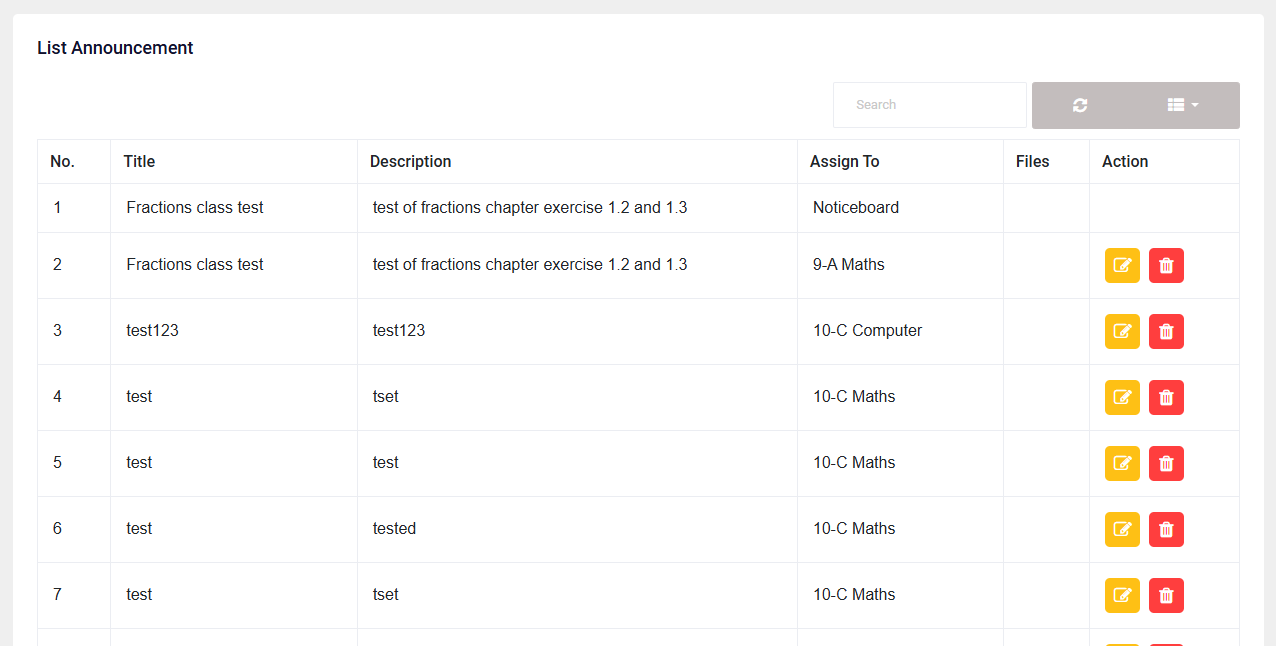 List Announcement
Search
No. Title Description Assign To Files Action
1 Fractions class test test of fractions chapter exercise 1.2 and 1.3 Noticeboard
2 Fractions class test test of fractions chapter exercise 1.2 and 1.3 9-A Maths
3 test123 test123 10-C Computer
4 test tset 10-C Maths
5 test test 10-C Maths
6 test tested 10-C Maths
7 test tset 10-C Maths